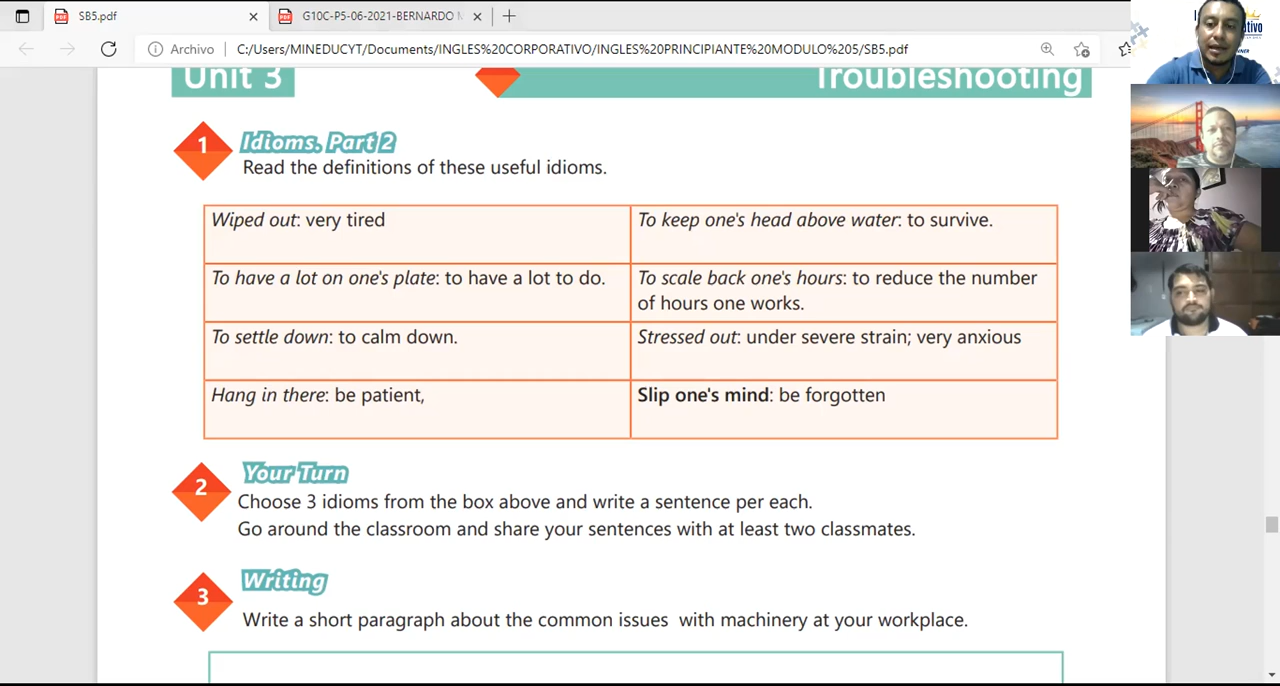 SB5.pdf
G10C-P5-06-2021-BERNARDO
Archivo
C:/Users/MINEDUCYT/Documents/INGLES%20CORPORATIVO/INGLES%20PRINCIPIANTE%20MODULO%205/SB5.pdf
Unit 3
Troubleshooting
1
Idioms. Part 2
Read the definitions of these useful idioms.
Wiped out: very tired
To keep one's head above water: to survive.
To have a lot on one's plate: to have a lot to do.
To scale back one's hours: to reduce the number
of hours one works.
To settle down: to calm down.
Stressed out: under severe strain; very anxious
Hang in there: be patient,
Slip one's mind: be forgotten
2
Your Turn
Choose 3 idioms from the box above and write a sentence per each.
Go around the classroom and share your sentences with at least two classmates.
3
Writing
Write a short paragraph about the common issues with machinery at your workplace.